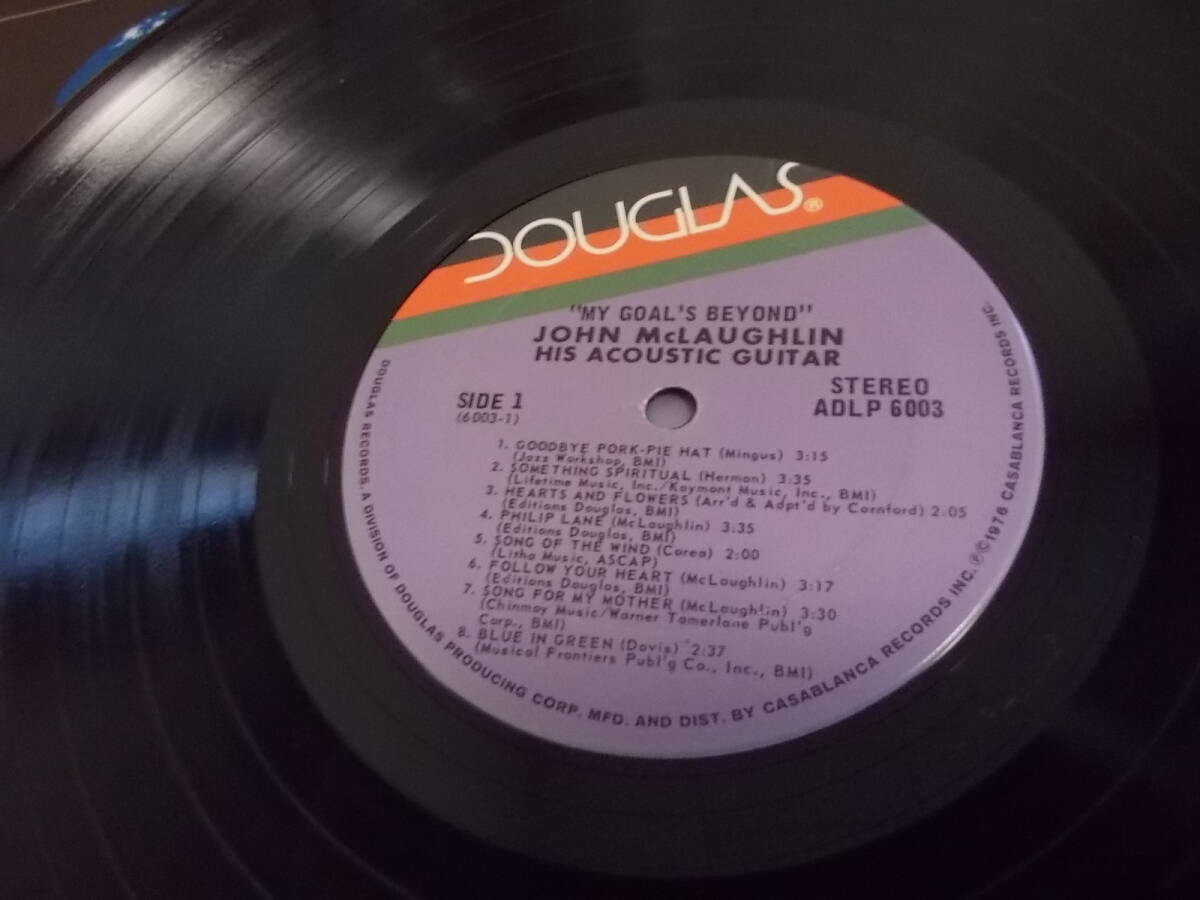 DOUGLAS®
"MY GOAL'S BEYOND"
JOHN McLAUGHLIN
HIS ACOUSTIC GUITAR
SIDE 1
(6003-1)
STEREO
ADLP 6003
1. GOODBYE PORK-PIE HAT (Mingus) 3:15
(Jazz Workshop, BMI)
2. SOMETHING SPIRITUAL (Herman) 3:35
(Lifetime Music, Inc./Kaymont Music, Inc., BMI)
3. HEARTS AND FLOWERS (Arr'd & Adpt'd by Cornford) 2:05
(Editions Douglas, BMI)
4. PHILIP LANE (McLaughlin) 3:35
(Editions Douglas, BMI)
5. SONG OF THE WIND (Corea) 2:00
(Litha Music, ASCAP)
6. FOLLOW YOUR HEART (McLaughlin) 3:17
(Editions Douglas, BMI)
7. SONG FOR MY MOTHER (McLaughlin) 3:30
(Chinmoy Music/Warner Tamerlane Publ'g
Corp., BMI)
8. BLUE IN GREEN (Davis) 2:37
(Musical Frontiers Publ'g Co., Inc., BMI)
DOUGLAS RECORDS, A DIVISION OF DOUGLAS PRODUCING CORP. MFD. AND DIST. BY CASABLANCA RECORDS INC. ℗©1976 CASABLANCA RECORDS INC.